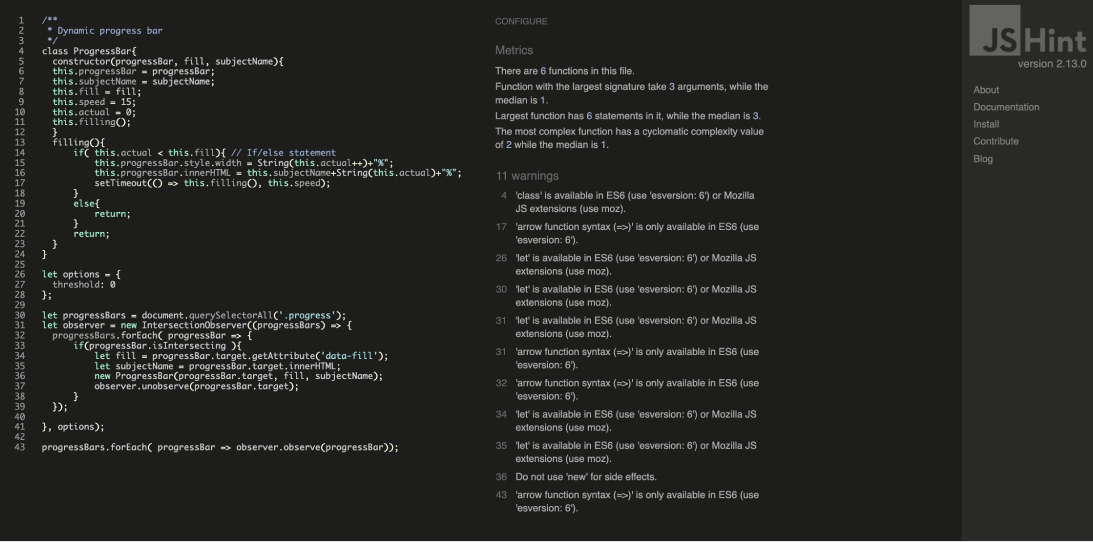 1 /**
2  * Dynamic progress bar
3  */
4 class ProgressBar{
5   constructor(progressBar, fill, subjectName){
6   this.progressBar = progressBar;
7   this.subjectName = subjectName;
8   this.fill = fill;
9   this.speed = 15;
10   this.actual = 0;
11   this.filling();
12   }
13   filling(){
14       if( this.actual < this.fill){ // If/else statement
15           this.progressBar.style.width = String(this.actual++)+"%";
16           this.progressBar.innerHTML = this.subjectName+String(this.actual)+"%";
17           setTimeout(() => this.filling(), this.speed);
18       }
19       else{
20           return;
21       }
22       return;
23   }
24 }
25
26 let options = {
27   threshold: 0
28 };
29
30 let progressBars = document.querySelectorAll('.progress');
31 let observer = new IntersectionObserver((progressBars) => {
32   progressBars.forEach( progressBar => {
33       if(progressBar.isIntersecting ){
34           let fill = progressBar.target.getAttribute('data-fill');
35           let subjectName = progressBar.target.innerHTML;
36           new ProgressBar(progressBar.target, fill, subjectName);
37           observer.unobserve(progressBar.target);
38       }
39   });
40
41 }, options);
42
43 progressBars.forEach( progressBar => observer.observe(progressBar));
CONFIGURE
Metrics
There are 6 functions in this file.
Function with the largest signature take 3 arguments, while the
median is 1.
Largest function has 6 statements in it, while the median is 3.
The most complex function has a cyclomatic complexity value
of 2 while the median is 1.
11 warnings
4 'class' is available in ES6 (use 'esversion: 6') or Mozilla
JS extensions (use moz).
17 'arrow function syntax (=>)' is only available in ES6 (use
'esversion: 6').
26 'let' is available in ES6 (use 'esversion: 6') or Mozilla JS
extensions (use moz).
30 'let' is available in ES6 (use 'esversion: 6') or Mozilla JS
extensions (use moz).
31 'let' is available in ES6 (use 'esversion: 6') or Mozilla JS
extensions (use moz).
31 'arrow function syntax (=>)' is only available in ES6 (use
'esversion: 6').
32 'arrow function syntax (=>)' is only available in ES6 (use
'esversion: 6').
34 'let' is available in ES6 (use 'esversion: 6') or Mozilla JS
extensions (use moz).
35 'let' is available in ES6 (use 'esversion: 6') or Mozilla JS
extensions (use moz).
36 Do not use 'new' for side effects.
43 'arrow function syntax (=>)' is only available in ES6 (use
'esversion: 6').
JSHint
version 2.13.0
About
Documentation
Install
Contribute
Blog